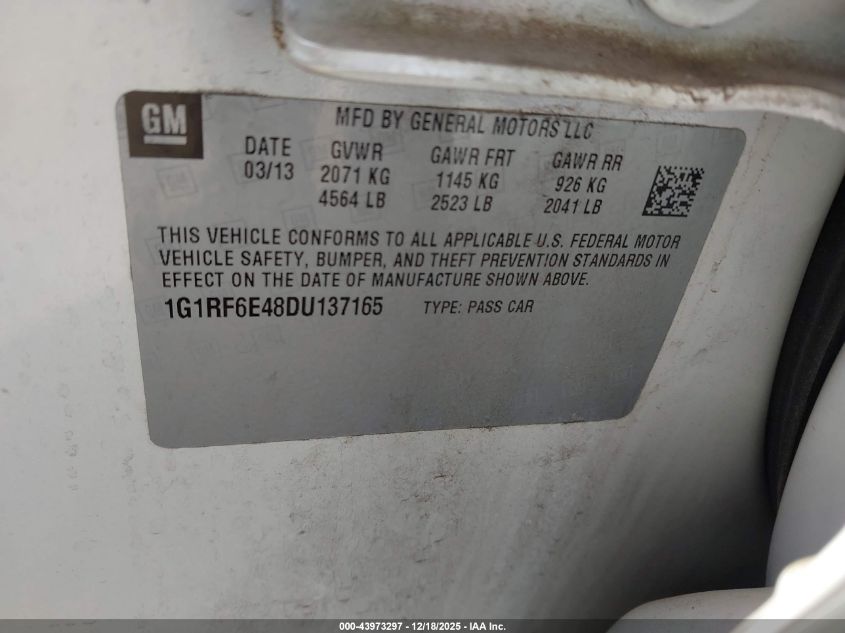 GM
MFD BY GENERAL MOTORS LLC
DATE GVWR GAWR FRT GAWR RR
03/13 2071 KG 1145 KG 926 KG
4564 LB 2523 LB 2041 LB
THIS VEHICLE CONFORMS TO ALL APPLICABLE U.S. FEDERAL MOTOR
VEHICLE SAFETY, BUMPER, AND THEFT PREVENTION STANDARDS IN
EFFECT ON THE DATE OF MANUFACTURE SHOWN ABOVE.
1G1RF6E48DU137165 TYPE: PASS CAR
000-43973297 - 12/18/2025 - IAA Inc.